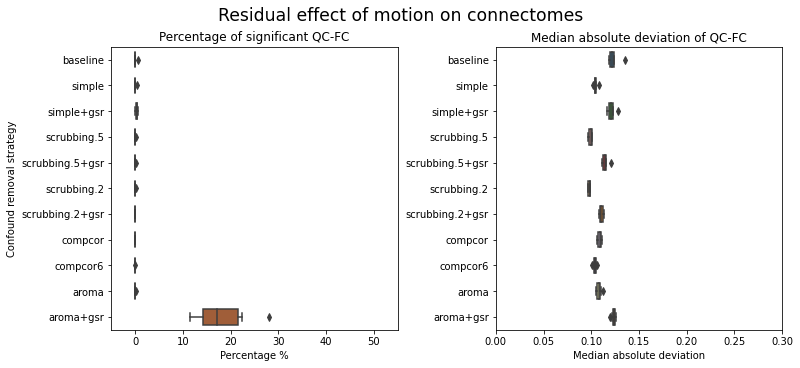 Residual effect of motion on connectomes
Percentage of significant QC-FC
Confound removal strategy
baseline
simple
simple+gsr
scrubbing.5
scrubbing.5+gsr
scrubbing.2
scrubbing.2+gsr
compcor
compcor6
aroma
aroma+gsr
0 10 20 30 40 50
Percentage %
Median absolute deviation of QC-FC
baseline
simple
simple+gsr
scrubbing.5
scrubbing.5+gsr
scrubbing.2
scrubbing.2+gsr
compcor
compcor6
aroma
aroma+gsr
0.00 0.05 0.10 0.15 0.20 0.25 0.30
Median absolute deviation